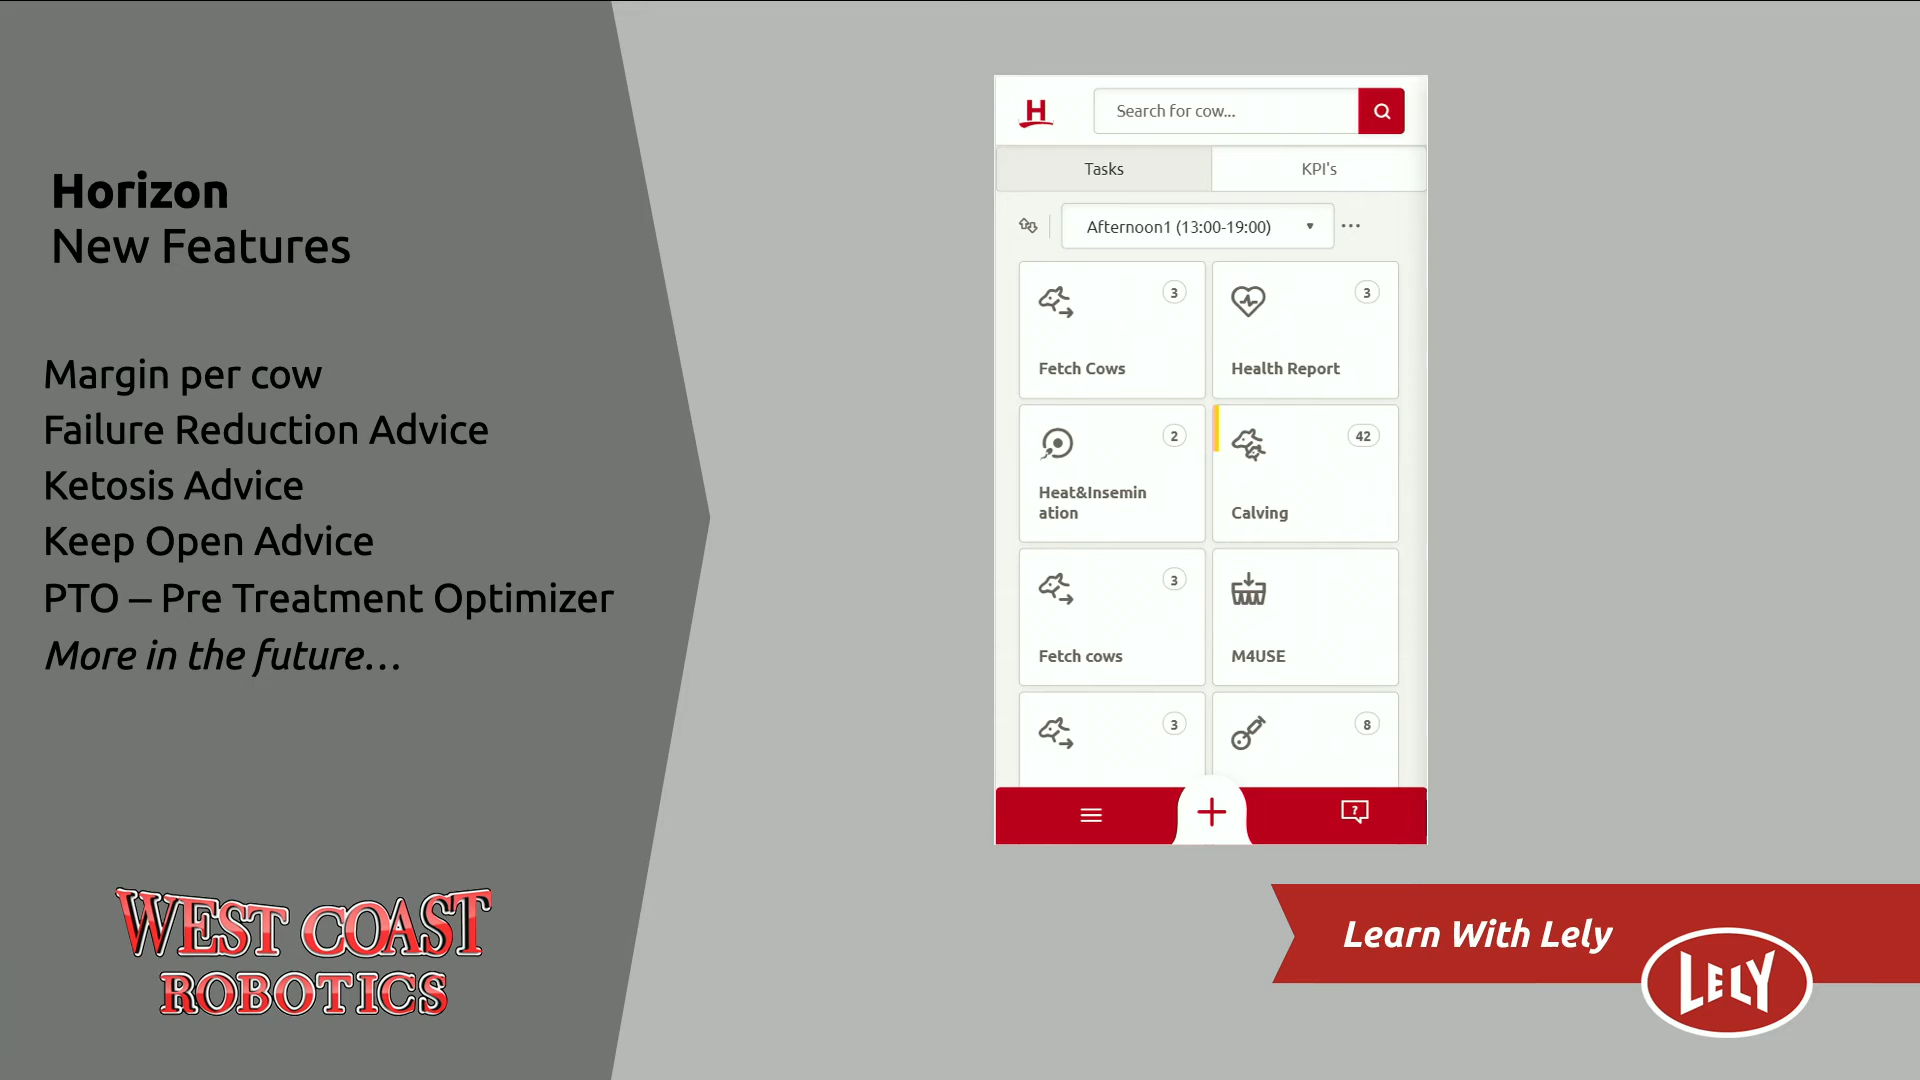 Horizon
New Features
Margin per cow
Failure Reduction Advice
Ketosis Advice
Keep Open Advice
PTO – Pre Treatment Optimizer
More in the future...
WEST COAST
ROBOTICS
H
Search for cow...
Tasks
KPI's
Afternoon1 (13:00-19:00)
3
Fetch Cows
3
Health Report
2
Heat&Insemin
ation
42
Calving
3
Fetch cows
M4USE
3
8
+
?
Learn With Lely
LELY